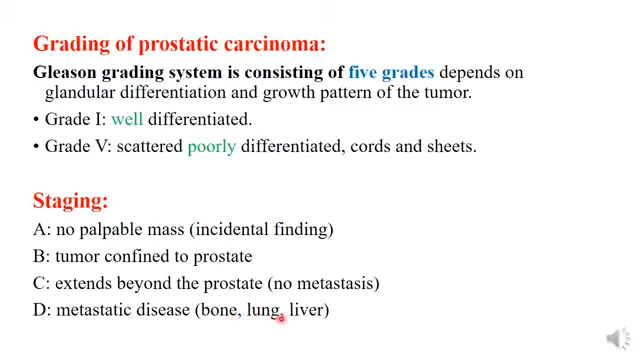 Grading of prostatic carcinoma:
Gleason grading system is consisting of five grades depends on
glandular differentiation and growth pattern of the tumor.
• Grade I: well differentiated.
• Grade V: scattered poorly differentiated, cords and sheets.
Staging:
A: no palpable mass (incidental finding)
B: tumor confined to prostate
C: extends beyond the prostate (no metastasis)
D: metastatic disease (bone, lung, liver)